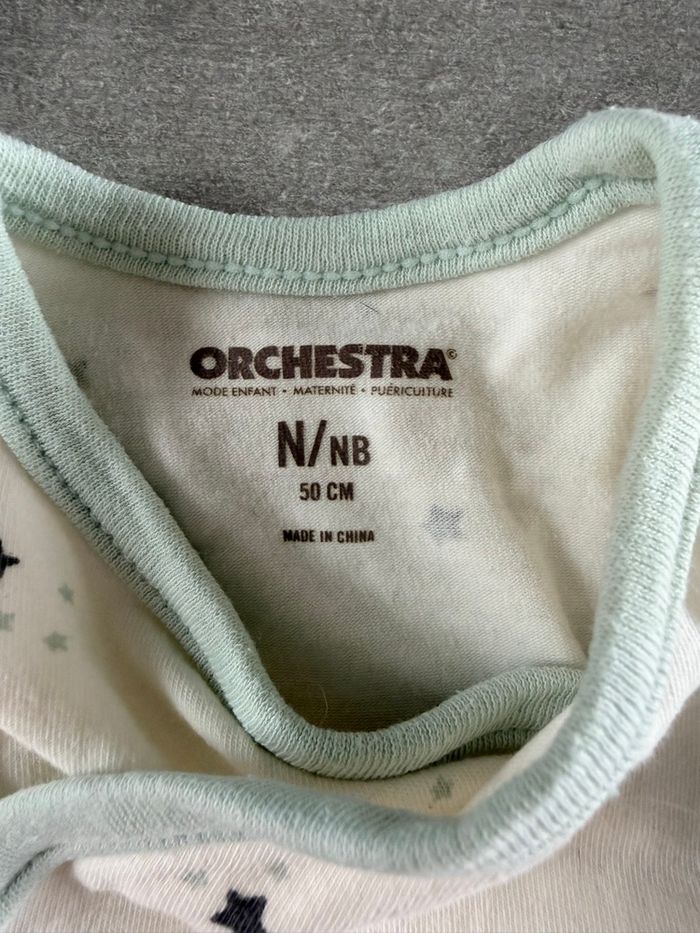 ORCHESTRA©
MODE ENFANT • MATERNITÉ • PUÉRICULTURE
N/NB
50 CM
MADE IN CHINA